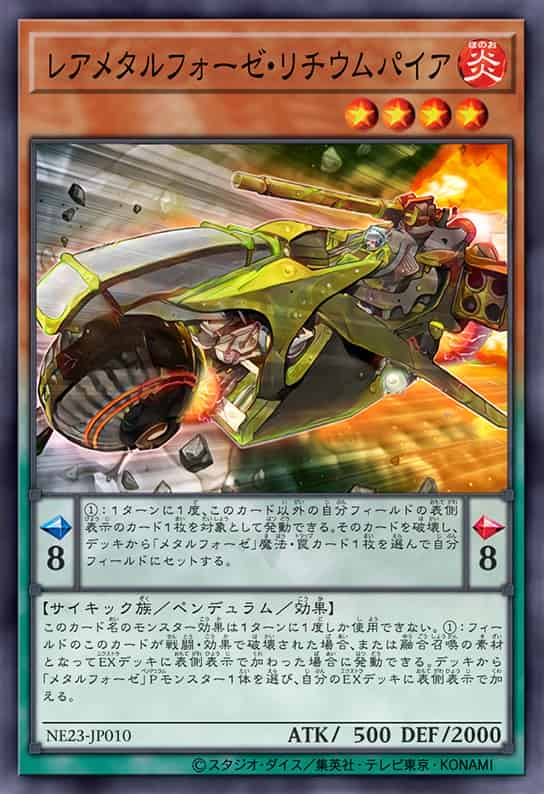 レアメタルフォーゼ・リチウムバイア
炎
ほのお
①：1ターンに1度、このカード以外の自分フィールドの表側
表示のカード1枚を対象として発動できる。そのカードを破壊し、
デッキから「メタルフォーゼ」魔法・罠カード1枚を選んで自分
フィールドにセットする。
8
8
【サイキック族／ペンデュラム／効果】
このカード名のモンスター効果は1ターンに1度しか使用できない。①：フィ
ールドのこのカードが戦闘・効果で破壊された場合、または融合召喚の素材
となってEXデッキに表側表示で加わった場合に発動できる。デッキから
「メタルフォーゼ」Pモンスター1体を選び、自分のEXデッキに表側表示で加
える。
ATK/ 500 DEF/2000
NE23-JP010
©スタジオ・ダイス／集英社・テレビ東京・KONAMI